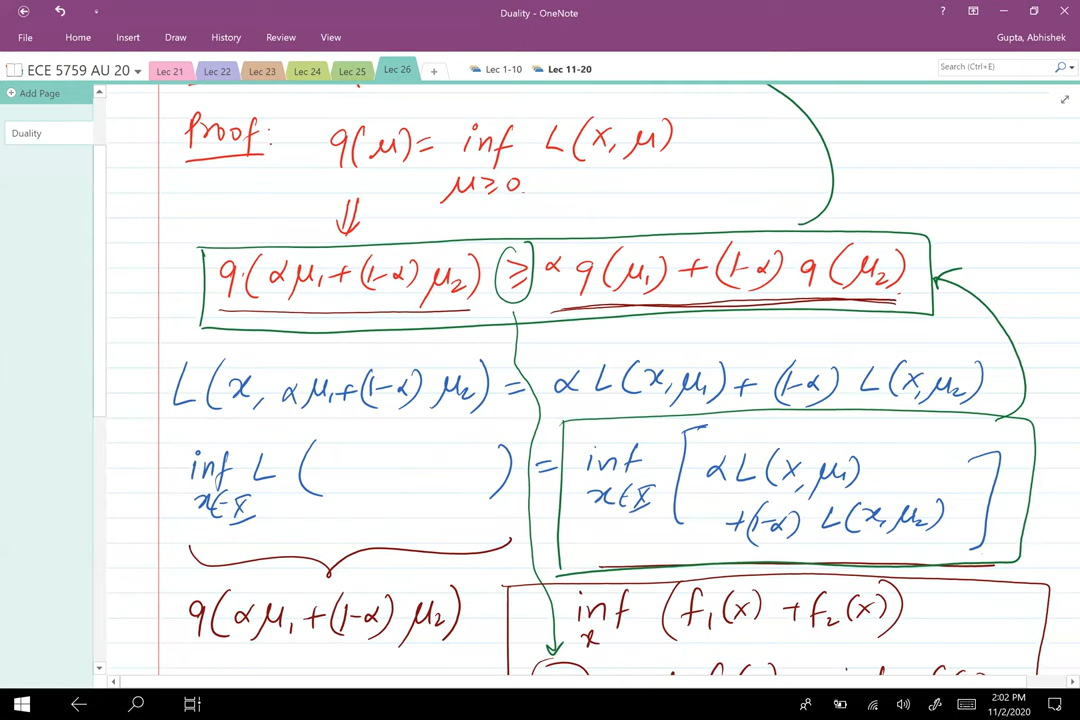 Duality - OneNote
Gupta, Abhishek
File Home Insert Draw History Review View
ECE 5759 AU 20 Lec 21 Lec 22 Lec 23 Lec 24 Lec 25 Lec 26 + Lec 1-10 Lec 11-20 Search (Ctrl+E)
+ Add Page
Duality
Proof: q(μ) = inf L(x, μ)
μ ≥ 0.
⇓
q(αμ₁+(1-α) μ₂) ≥ α q(μ₁) + (1-α) q(μ₂)
L(x, αμ₁+(1-α) μ₂) = α L(x,μ₁) + (1-α) L(x,μ₂)
inf L ( ) = inf [ αL(x, μ₁)
x∈X x∈X +(1-α) L(x, μ₂) ]
q(αμ₁ +(1-α) μ₂) inf (f₁(x) + f₂(x))
x
2:02 PM
11/2/2020